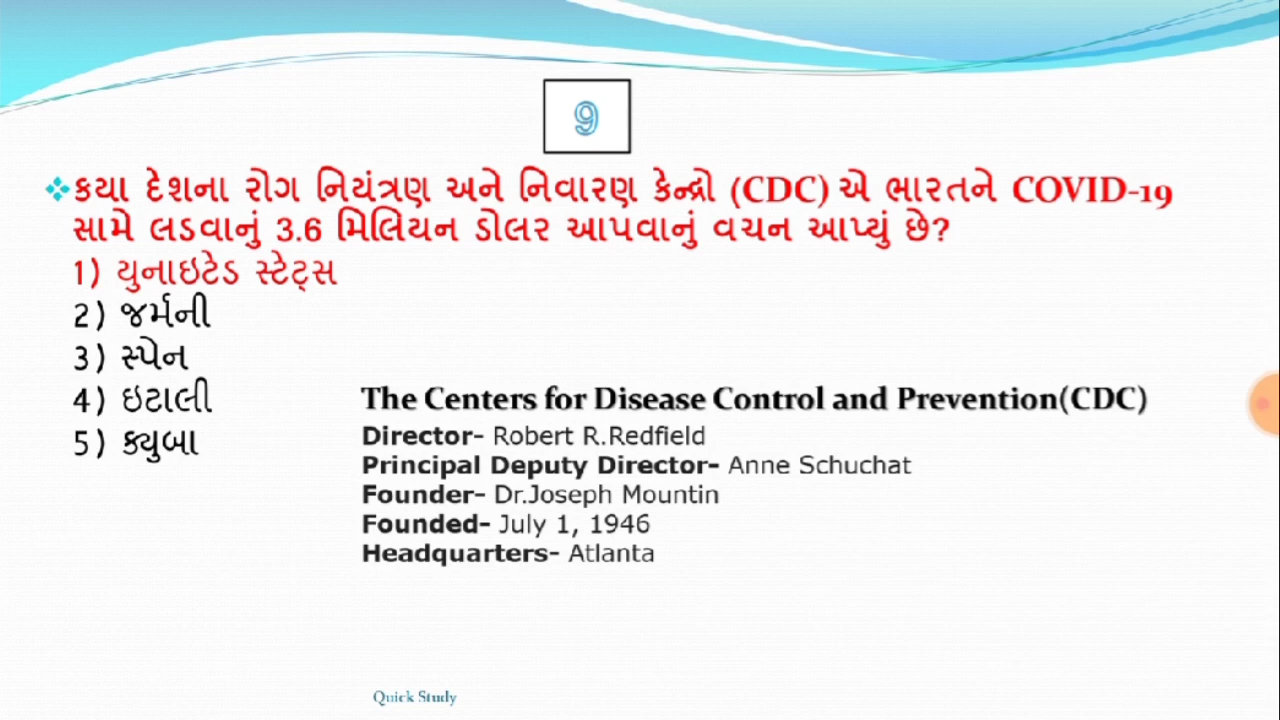 9
❖કયા દેશના રોગ નિયંત્રણ અને નિવારણ કેન્દ્રો (CDC) એ ભારતને COVID-19
સામે લડવાનું 3.6 મિલિયન ડોલર આપવાનું વચન આપ્યું છે?
1) યુનાઇટેડ સ્ટેટ્સ
2) જર્મની
3) સ્પેન
4) ઇટાલી
5) ક્યુબા
The Centers for Disease Control and Prevention(CDC)
Director- Robert R.Redfield
Principal Deputy Director- Anne Schuchat
Founder- Dr.Joseph Mountin
Founded- July 1, 1946
Headquarters- Atlanta
Quick Study